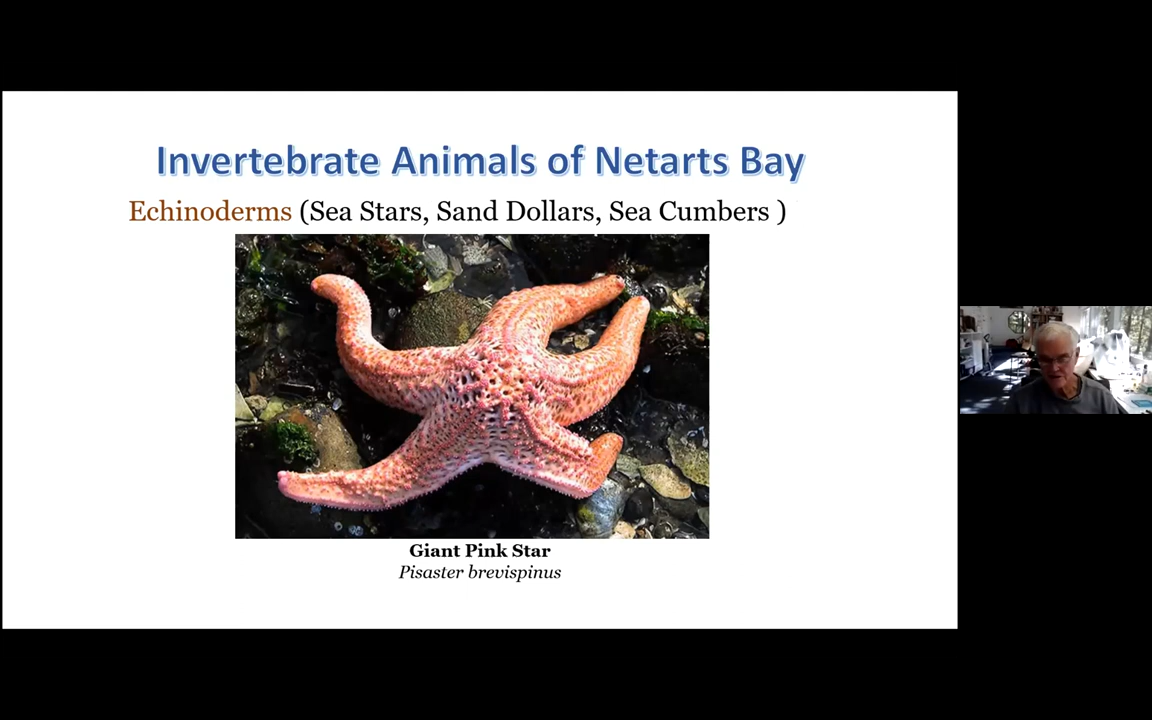 Invertebrate Animals of Netarts Bay
Echinoderms (Sea Stars, Sand Dollars, Sea Cumbers )
Giant Pink Star
Pisaster brevispinus